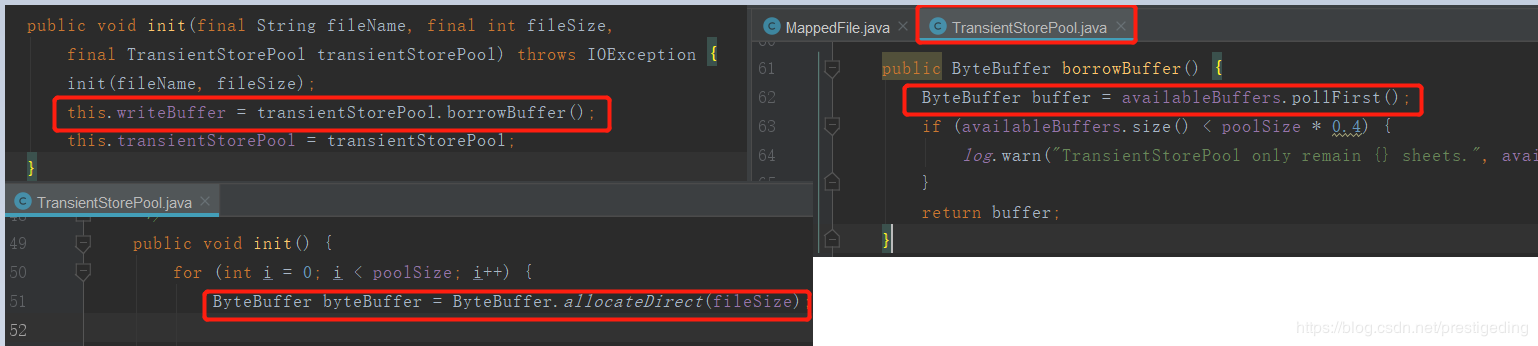 public void init(final String fileName, final int fileSize,
final TransientStorePool transientStorePool) throws IOException {
init(fileName, fileSize);
this.writeBuffer = transientStorePool.borrowBuffer();
this.transientStorePool = transientStorePool;
}
TransientStorePool.java
49 public void init() {
50 for (int i = 0; i < poolSize; i++) {
51 ByteBuffer byteBuffer = ByteBuffer.allocateDirect(fileSize);
52
MappedFile.java TransientStorePool.java
61 public ByteBuffer borrowBuffer() {
62 ByteBuffer buffer = availableBuffers.pollFirst();
63 if (availableBuffers.size() < poolSize * 0.4) {
64 log.warn("TransientStorePool only remain {} sheets.", avai
}
return buffer;
}
https://blog.csdn.net/prestigeding